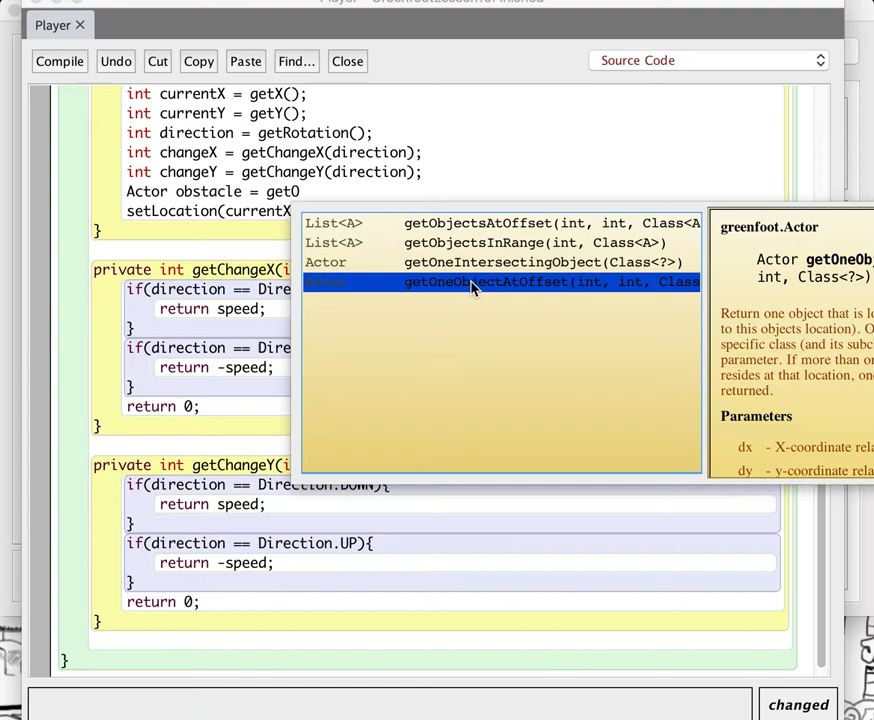 Player
Player ✕
Compile Undo Cut Copy Paste Find... Close Source Code
int currentX = getX();
int currentY = getY();
int direction = getRotation();
int changeX = getChangeX(direction);
int changeY = getChangeY(direction);
Actor obstacle = getO
setLocation(currentX
}
List<A> getObjectsAtOffset(int, int, Class<A
List<A> getObjectsInRange(int, Class<A>)
Actor getOneIntersectingObject(Class<?>)
Actor getOneObjectAtOffset(int, int, Class
greenfoot.Actor
Actor getOneObj
int, Class<?>)
Return one object that is lo
to this objects location). O
specific class (and its subc
parameter. If more than or
resides at that location, one
returned.
Parameters
dx - X-coordinate rela
dy - y-coordinate rela
private int getChangeX(i
if(direction == Dire
return speed;
}
if(direction == Dire
return -speed;
}
return 0;
}
private int getChangeY(i
if(direction == Direction.DOWN){
return speed;
}
if(direction == Direction.UP){
return -speed;
}
return 0;
}
}
changed